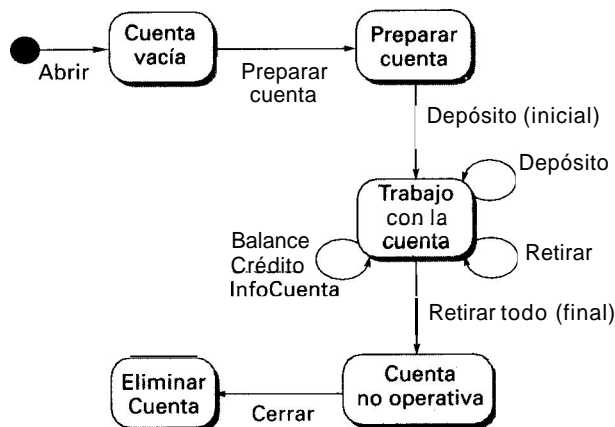 Cuenta
vacía
Abrir
Preparar
cuenta
Preparar
cuenta
Depósito (inicial)
Depósito
Trabajo
con la
cuenta
Balance
Crédito
InfoCuenta
Retirar
Retirar todo (final)
Cuenta
no operativa
Cerrar
Eliminar
Cuenta